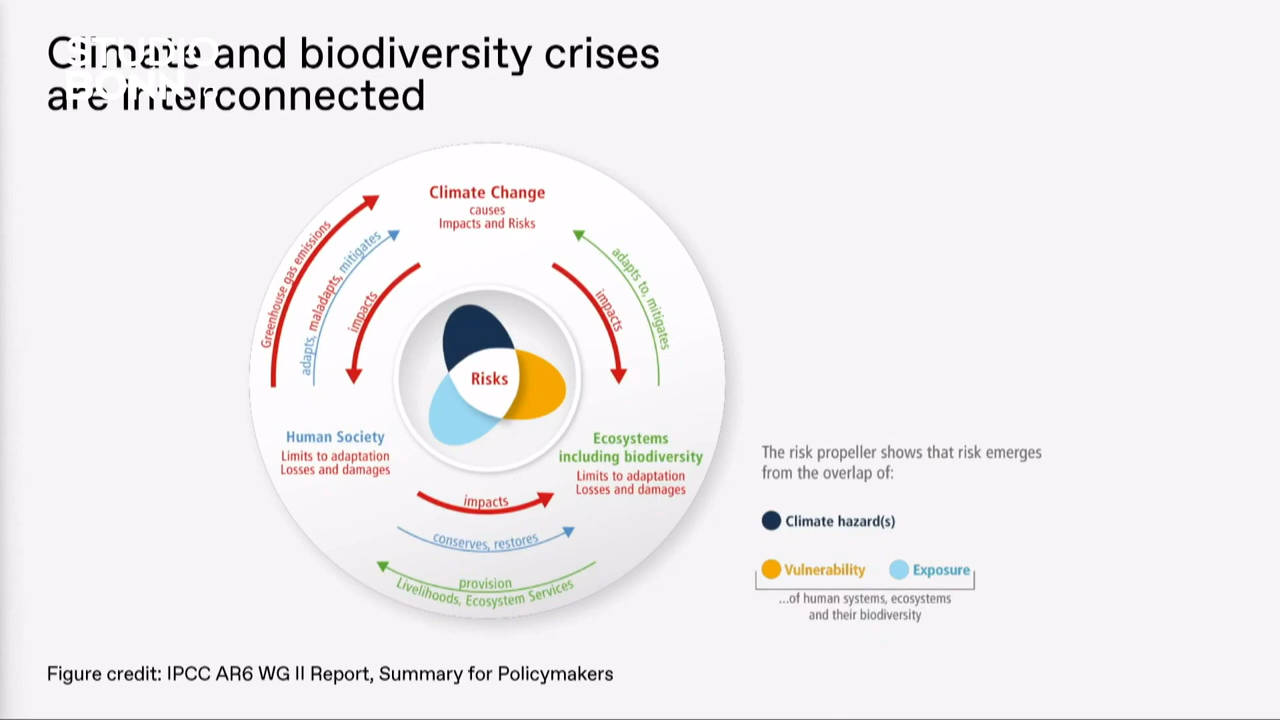 Climate and biodiversity crises
are interconnected
STUDIO
BONN
Climate Change
causes
Impacts and Risks
Greenhouse gas emissions
adapts, maladapts, mitigates
impacts
impacts
adapts to, mitigates
Risks
Human Society
Limits to adaptation
Losses and damages
Ecosystems
including biodiversity
Limits to adaptation
Losses and damages
impacts
conserves, restores
provision
Livelihoods, Ecosystem Services
The risk propeller shows that risk emerges
from the overlap of:
Climate hazard(s)
Vulnerability Exposure
...of human systems, ecosystems
and their biodiversity
Figure credit: IPCC AR6 WG II Report, Summary for Policymakers